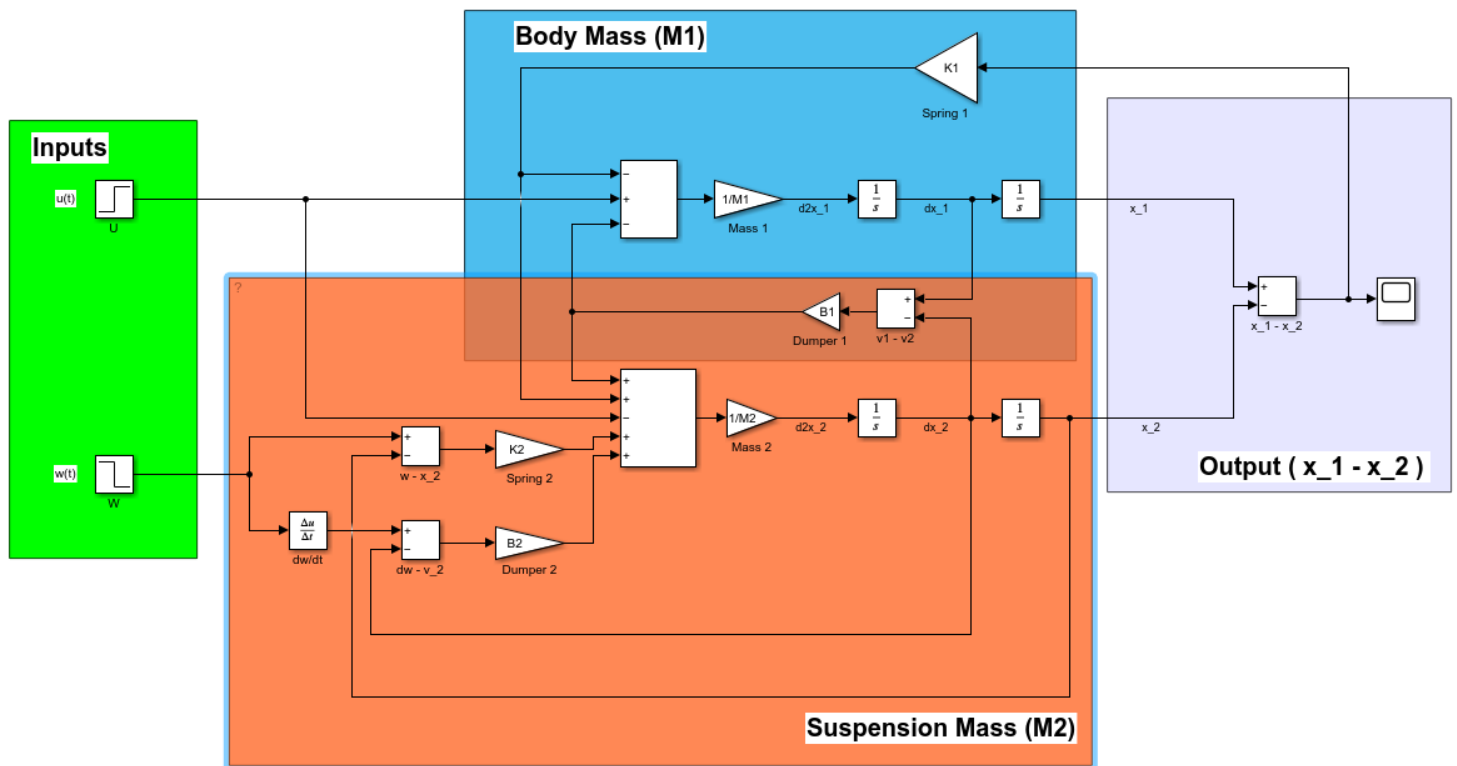 Body Mass (M1)
K1
Spring 1
Inputs
u(t)
U
−
+
−
1/M1
Mass 1
d2x_1
1
s
dx_1
1
s
x_1
?
B1
Dumper 1
+
−
v1 - v2
+
−
x_1 - x_2
+
+
−
+
+
1/M2
Mass 2
d2x_2
1
s
dx_2
1
s
x_2
w(t)
W
+
−
w - x_2
K2
Spring 2
Δu
Δt
dw/dt
+
−
dw - v_2
B2
Dumper 2
Output ( x_1 - x_2 )
Suspension Mass (M2)